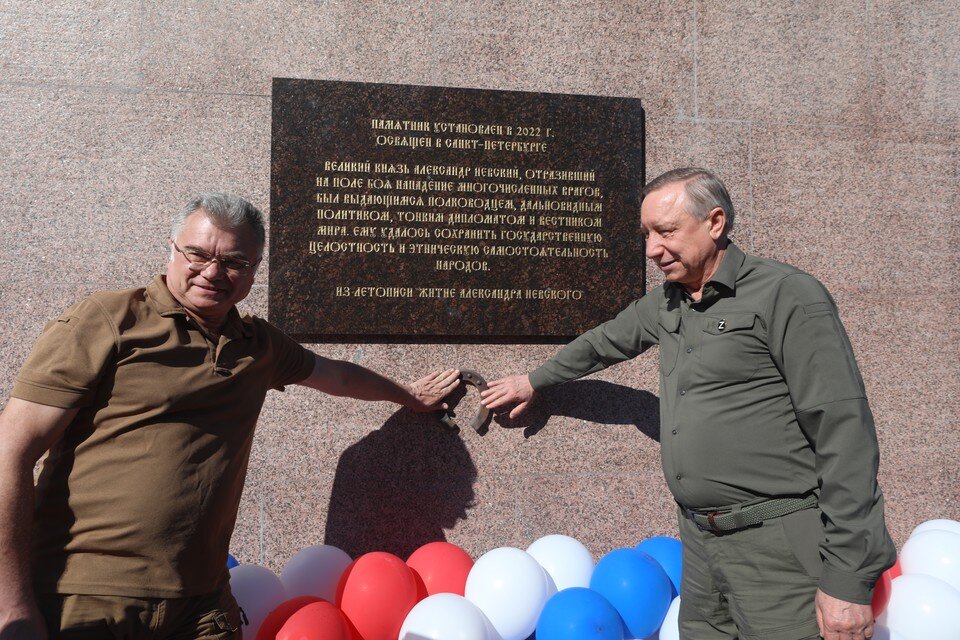 ПАМЯТНИК УСТАНОВЛЕН В 2022 Г.
ОСВЯЩЕН В САНКТ-ПЕТЕРБУРГЕ
ВЕЛИКИЙ КНЯЗЬ АЛЕКСАНДР НЕВСКИЙ, ОТРАЗИВШИЙ
НА ПОЛЕ БОЯ НАПАДЕНИЕ МНОГОЧИСЛЕННЫХ ВРАГОВ,
БЫЛ ВЫДАЮЩИМСЯ ПОЛКОВОДЦЕМ, ДАЛЬНОВИДНЫМ
ПОЛИТИКОМ, ТОНКИМ ДИПЛОМАТОМ И ВЕСТНИКОМ
МИРА. ЕМУ УДАЛОСЬ СОХРАНИТЬ ГОСУДАРСТВЕННУЮ
ЦЕЛОСТНОСТЬ И ЭТНИЧЕСКУЮ САМОСТОЯТЕЛЬНОСТЬ
НАРОДОВ.
ИЗ ЛЕТОПИСИ "ЖИТИЕ АЛЕКСАНДРА НЕВСКОГО"
Z